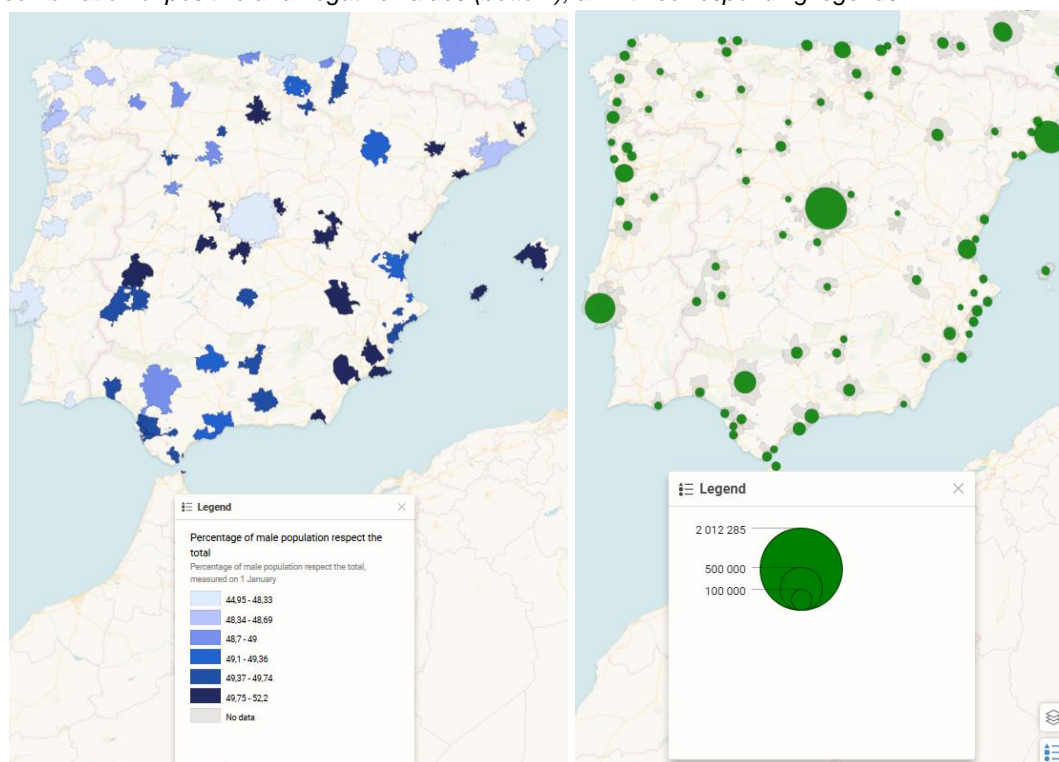 Legend
Percentage of male population respect the
total
Percentage of male population respect the total,
measured on 1 January
44,95 - 48,33
48,34 - 48,69
48,7 - 49
49,1 - 49,36
49,37 - 49,74
49,75 - 52,2
No data
Legend
2 012 285
500 000
100 000